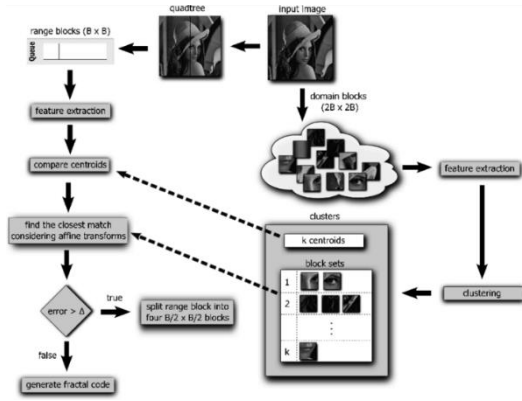 quadtree
input image
range blocks (B x B)
Queue
domain blocks
(2B x 2B)
feature extraction
feature extraction
compare centroids
clusters
k centroids
find the closest match
considering affine transforms
block sets
1
2
k
clustering
error > Δ
true
split range block into
four B/2 x B/2 blocks
false
generate fractal code